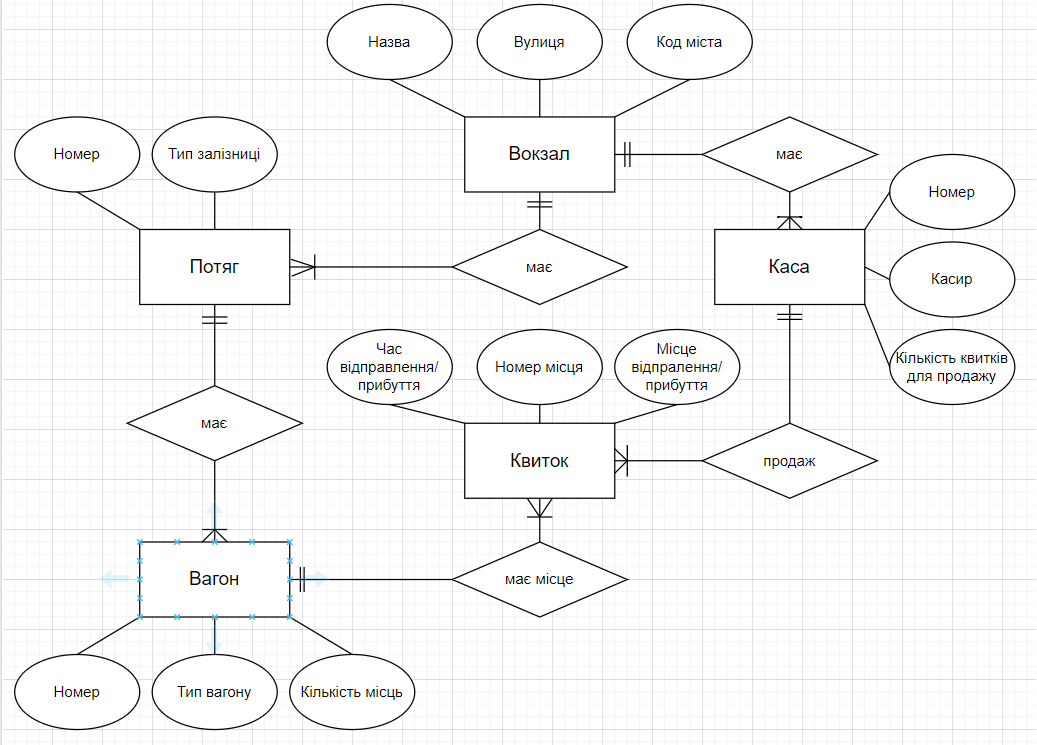 Назва
Вулиця
Код міста
Номер
Тип залізниці
Вокзал
має
Номер
Потяг
має
Каса
Касир
Час
відправлення/
прибуття
Номер місця
Місце
відпралення/
прибуття
Кількість квитків
для продажу
має
Квиток
продаж
Вагон
має місце
Номер
Тип вагону
Кількість місць